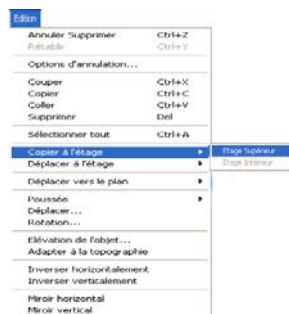 Edition
Annuler Supprimer Ctrl+Z
Rétablir Ctrl+Y
Options d'annulation...
Couper Ctrl+X
Copier Ctrl+C
Coller Ctrl+V
Supprimer Del
Sélectionner tout Ctrl+A
Copier à l'étage
Etage Supérieur
Déplacer à l'étage
Etage Inférieur
Déplacer vers le plan
Poussée
Déplacer...
Rotation...
Elévation de l'objet...
Adapter à la topographie
Inverser horizontalement
Inverser verticalement
Miroir horizontal
Miroir vertical